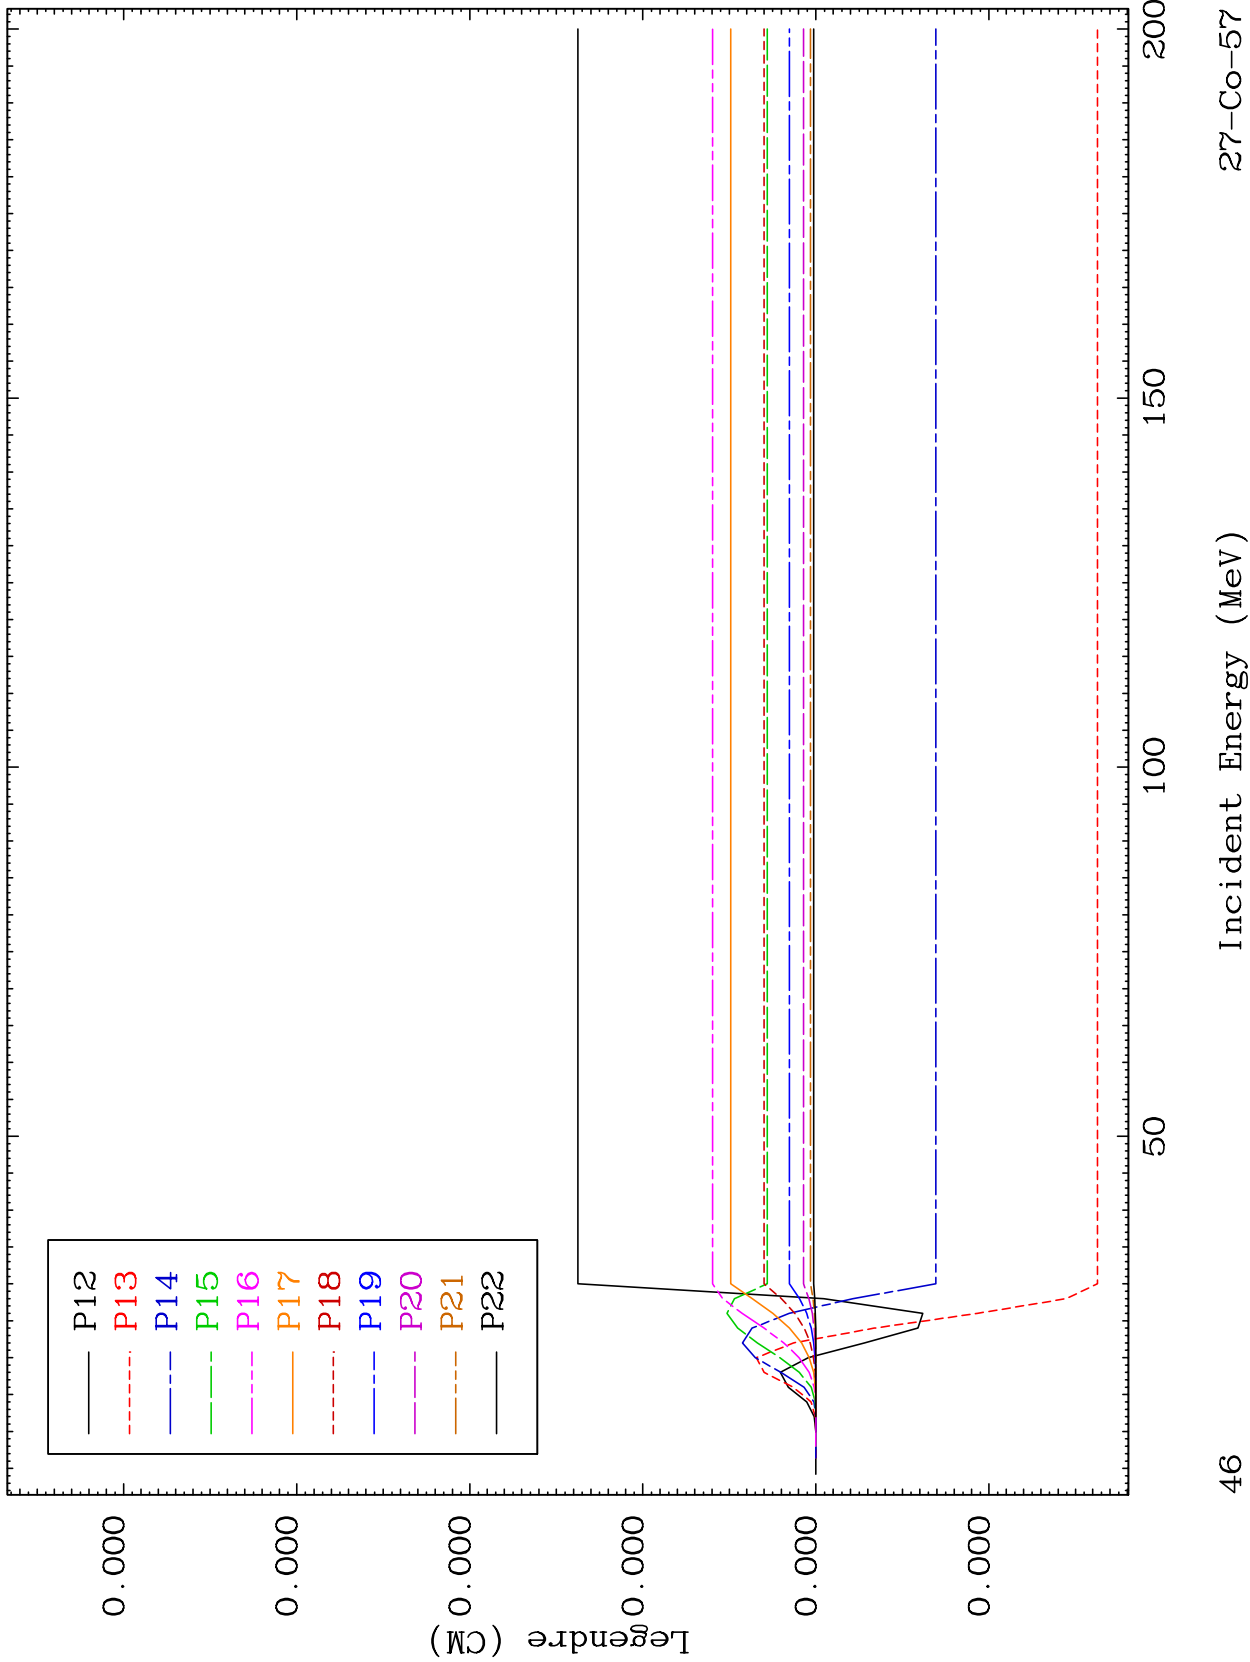 P12
P13
P14
P15
P16
P17
P18
P19
P20
P21
P22
Legendre (CM)
0.000
0.000
0.000
0.000
0.000
0.000
50
100
150
200
Incident Energy (MeV)
46
27-Co-57